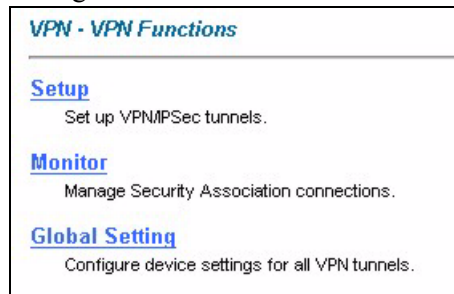 VPN - VPN Functions
Setup
Set up VPN/IPSec tunnels.
Monitor
Manage Security Association connections.
Global Setting
Configure device settings for all VPN tunnels.